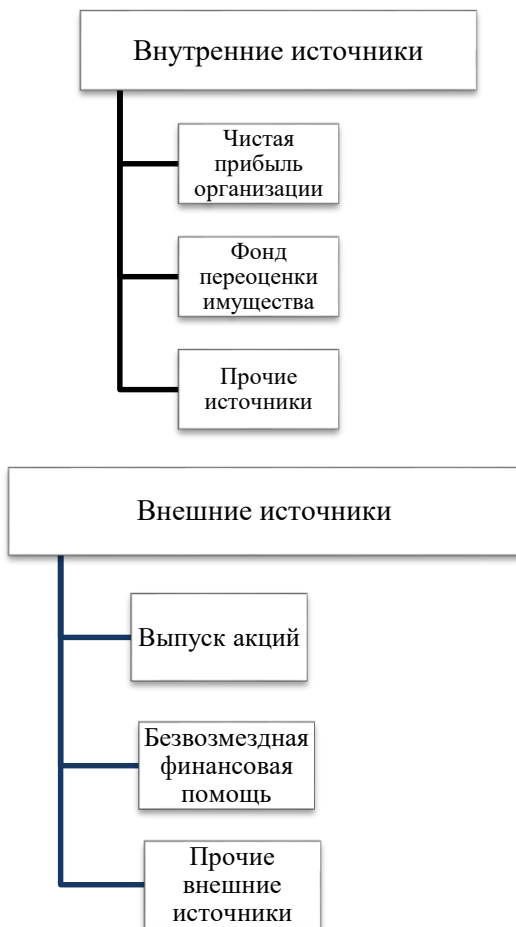 Внутренние источники
Чистая
прибыль
организации
Фонд
переоценки
имущества
Прочие
источники
Внешние источники
Выпуск акций
Безвозмездная
финансовая
помощь
Прочие
внешние
источники